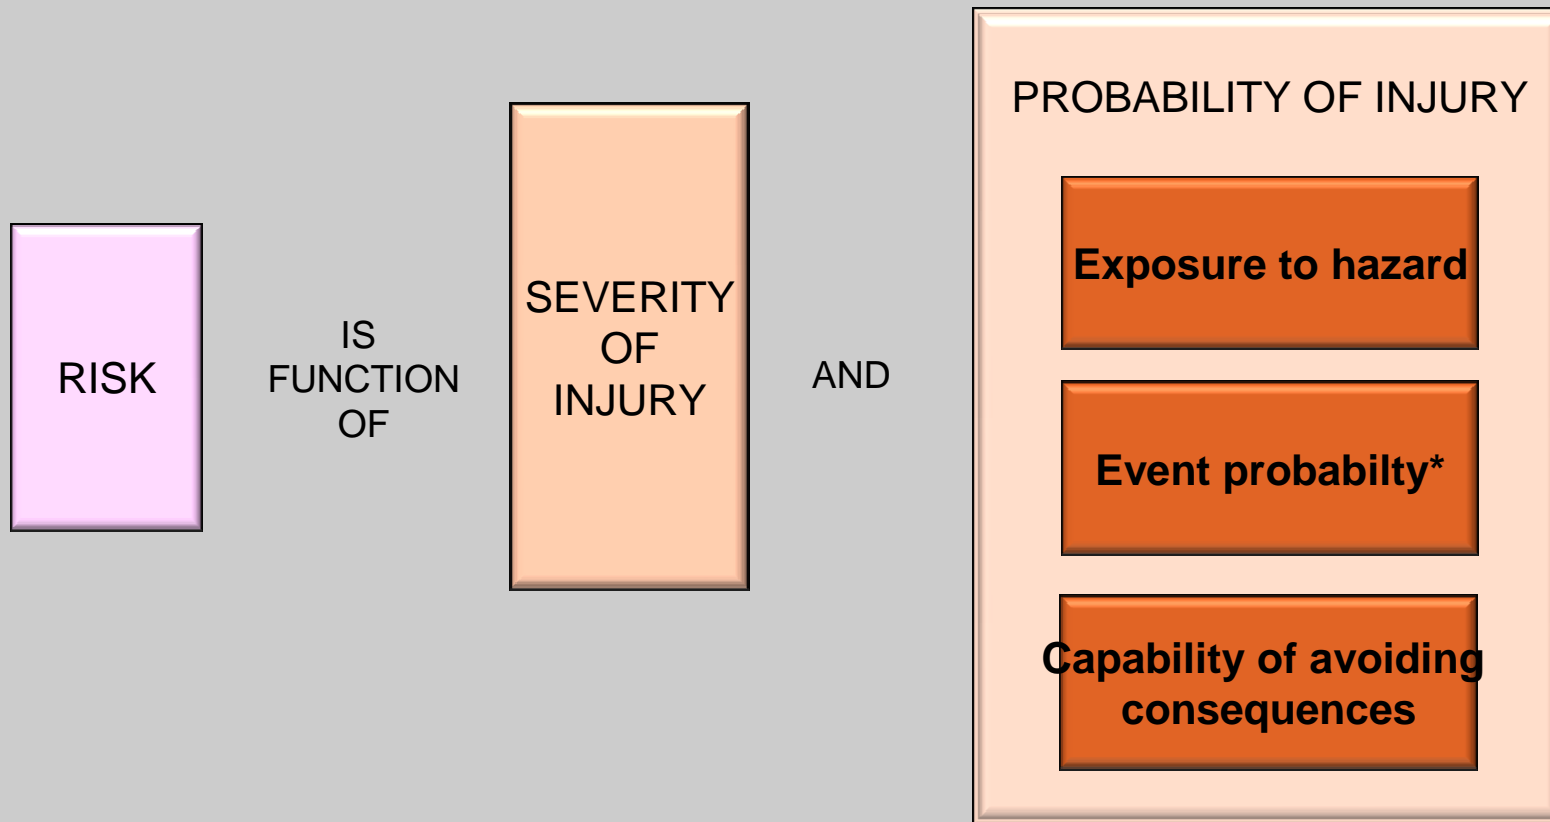 RISK
IS
FUNCTION
OF
SEVERITY
OF
INJURY
AND
PROBABILITY OF INJURY
Exposure to hazard
Event probabilty*
Capability of avoiding
consequences